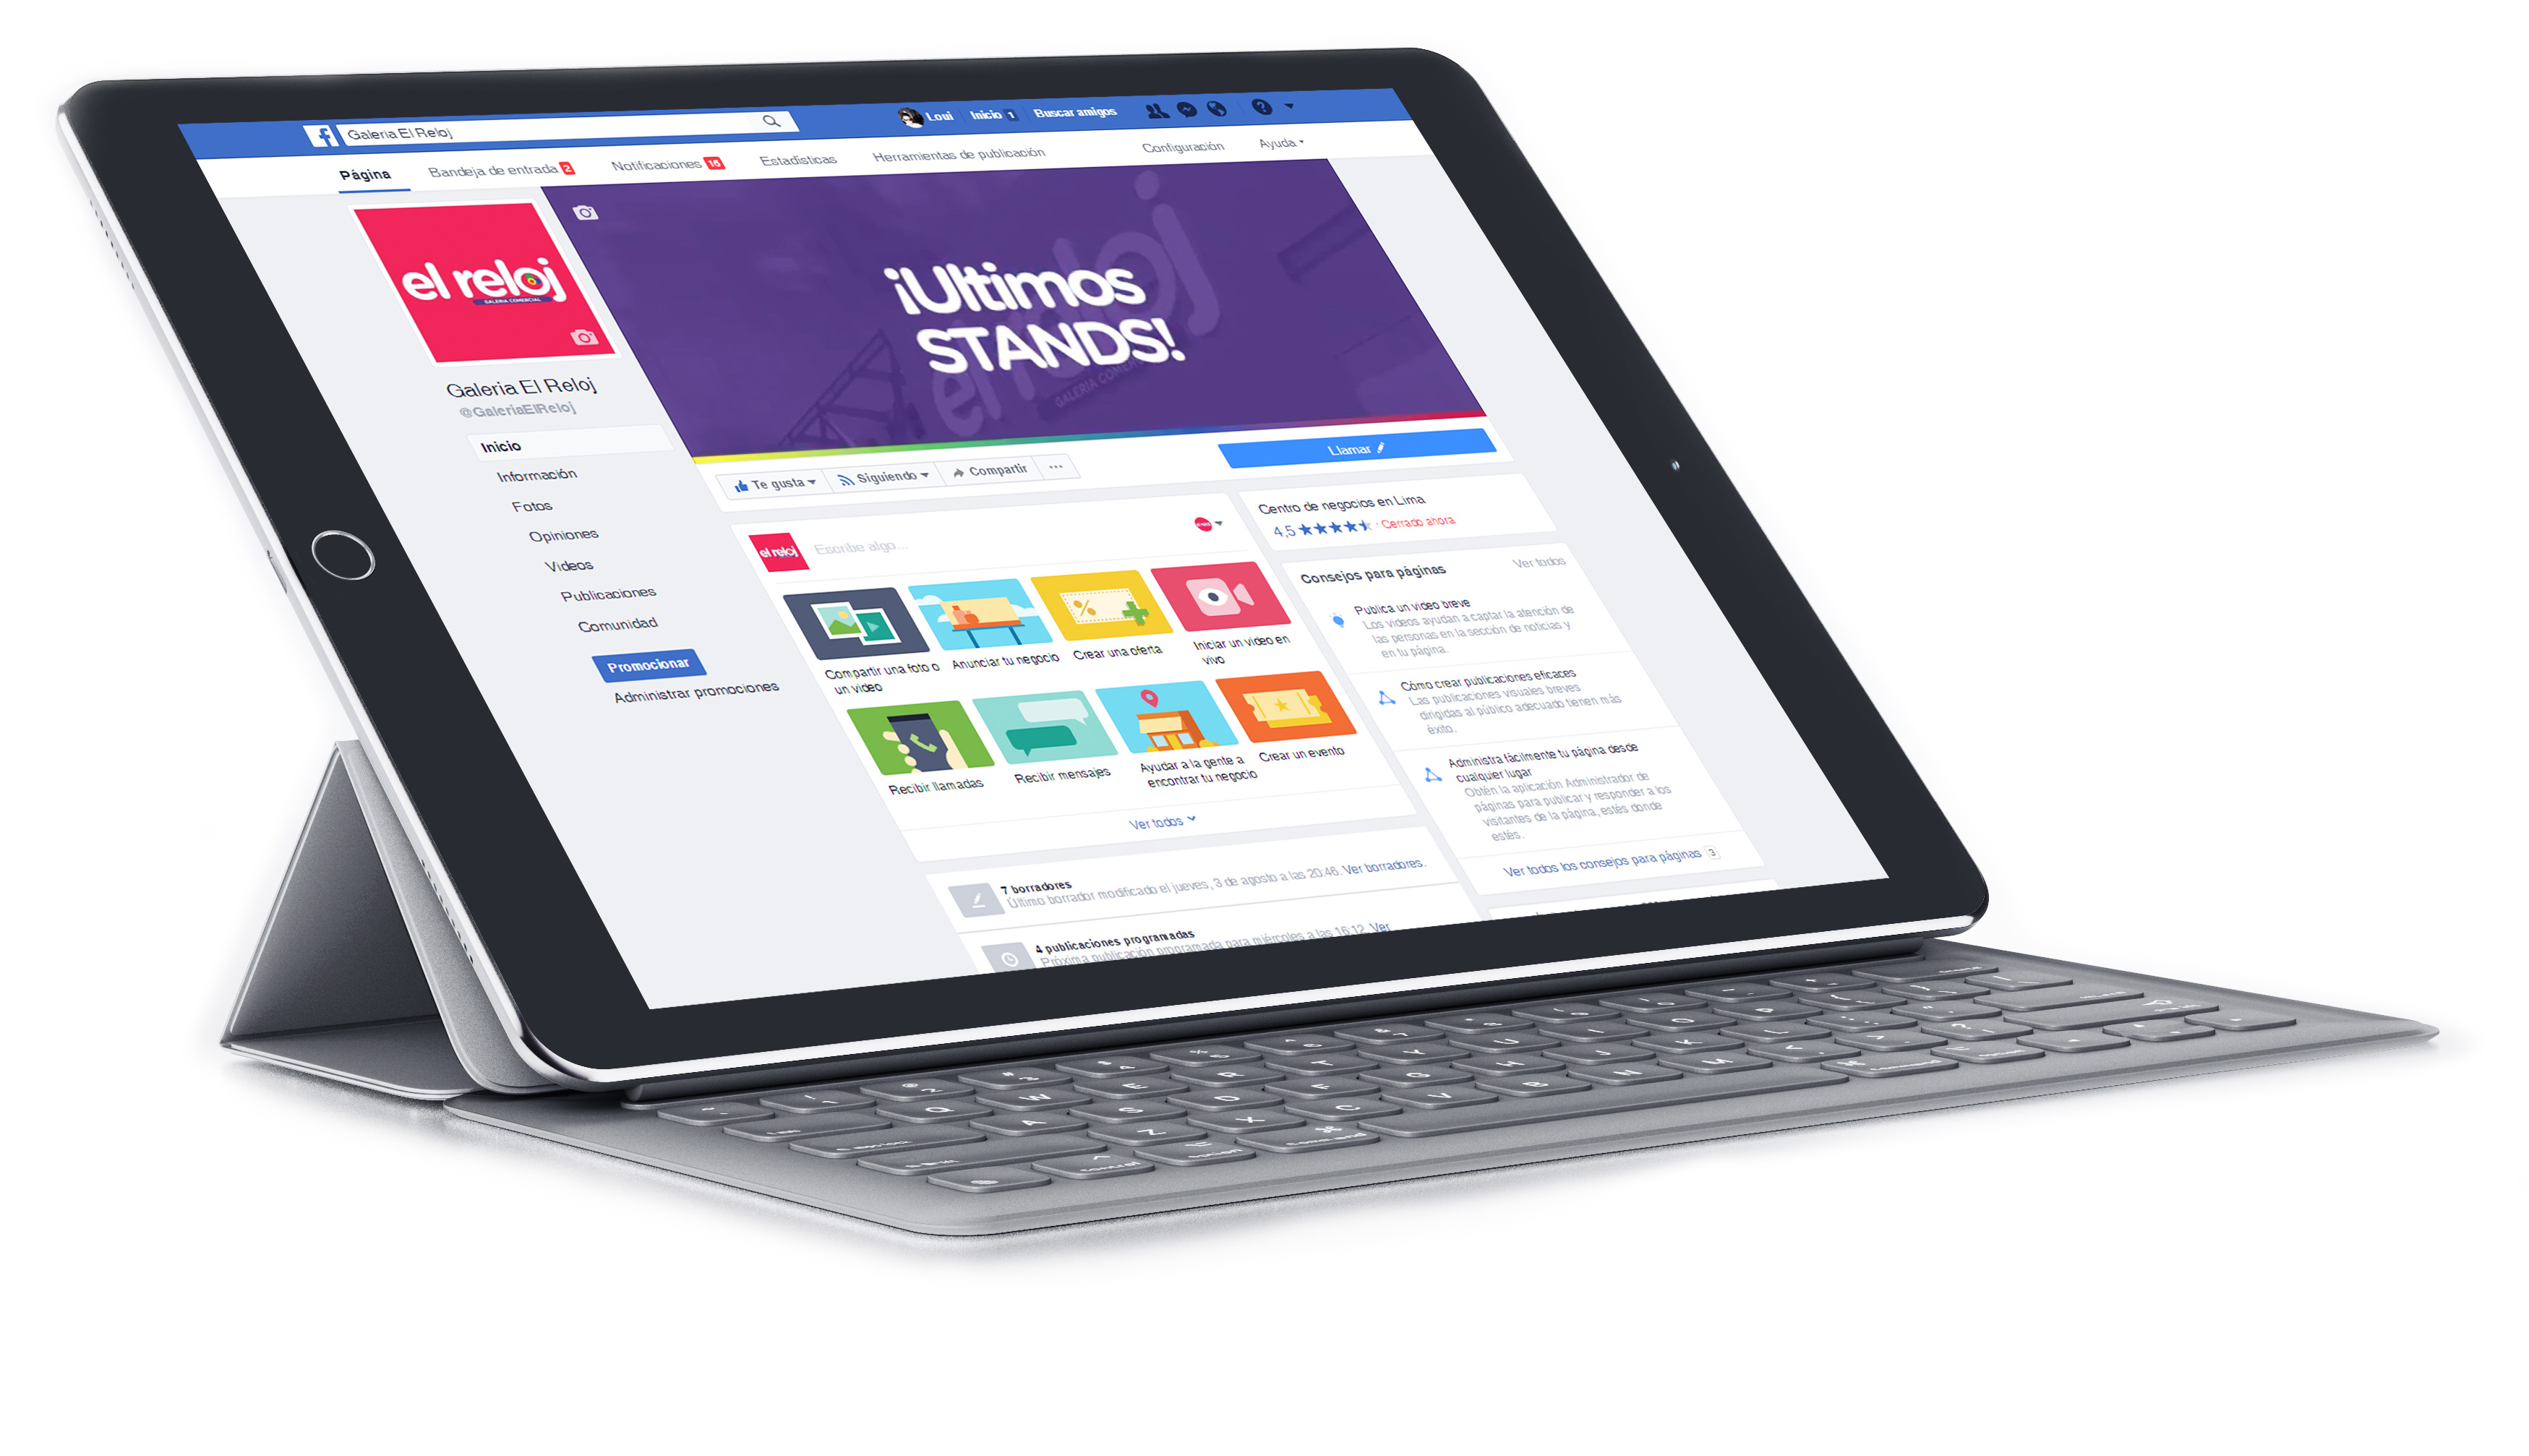 Galeria El Reloj
Loui
Inicio 1
Buscar amigos
Página
Bandeja de entrada 2
Notificaciones 16
Estadísticas
Herramientas de publicación
Configuración
Ayuda
el reloj
GALERIA COMERCIAL
Galeria El Reloj
@GaleriaElReloj
Inicio
Información
Fotos
Opiniones
Videos
Publicaciones
Comunidad
Promocionar
Administrar promociones
¡Ultimos
STANDS!
el reloj
Te gusta
Siguiendo
Compartir
Llamar
el reloj
Escribe algo...
Compartir una foto o
un video
Anunciar tu negocio
Crear una oferta
Iniciar un video en
vivo
Recibir llamadas
Recibir mensajes
Ayudar a la gente a
encontrar tu negocio
Crear un evento
Ver todos
7 borradores
Último borrador modificado el jueves, 3 de agosto a las 20:46. Ver borradores.
4 publicaciones programadas
Próxima publicación programada para miércoles a las 16:12. Ver
Centro de negocios en Lima
4,5 · Cerrado ahora
Consejos para páginas
Ver todos
Publica un video breve
Los videos ayudan a captar la atención de
las personas en la sección de noticias y
en tu página.
Cómo crear publicaciones eficaces
Las publicaciones visuales breves
dirigidas al público adecuado tienen más
éxito.
Administra fácilmente tu página desde
cualquier lugar
Obtén la aplicación Administrador de
páginas para publicar y responder a los
visitantes de la página, estés donde
estés.
Ver todos los consejos para páginas 3
Q W E R T Y U I O P
A S D F G H J K L
Z X C V B N M
control option command
command